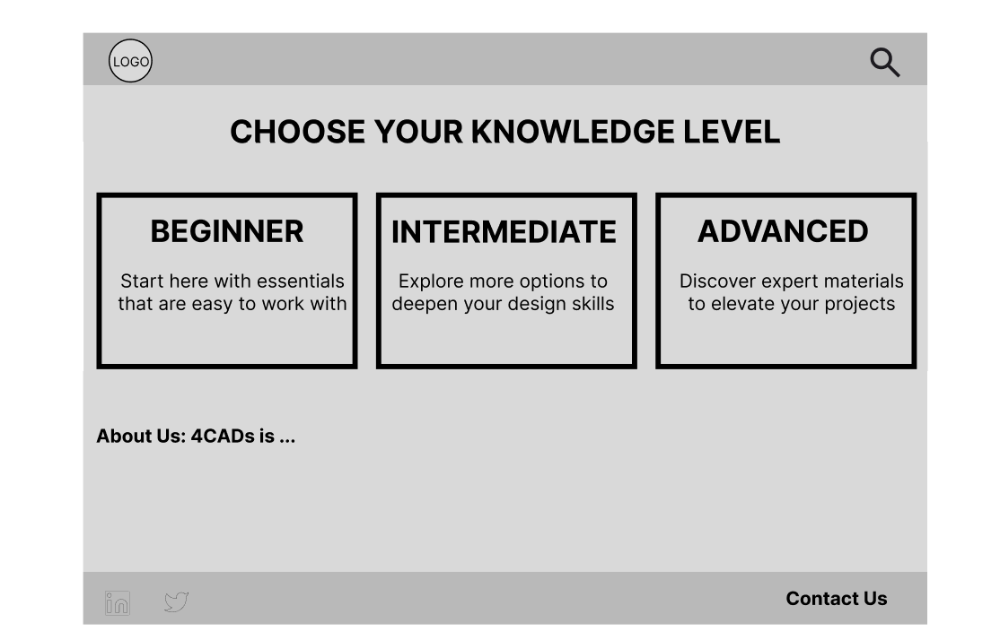 LOGO
CHOOSE YOUR KNOWLEDGE LEVEL
BEGINNER
Start here with essentials
that are easy to work with
INTERMEDIATE
Explore more options to
deepen your design skills
ADVANCED
Discover expert materials
to elevate your projects
About Us: 4CADs is ...
in
Contact Us